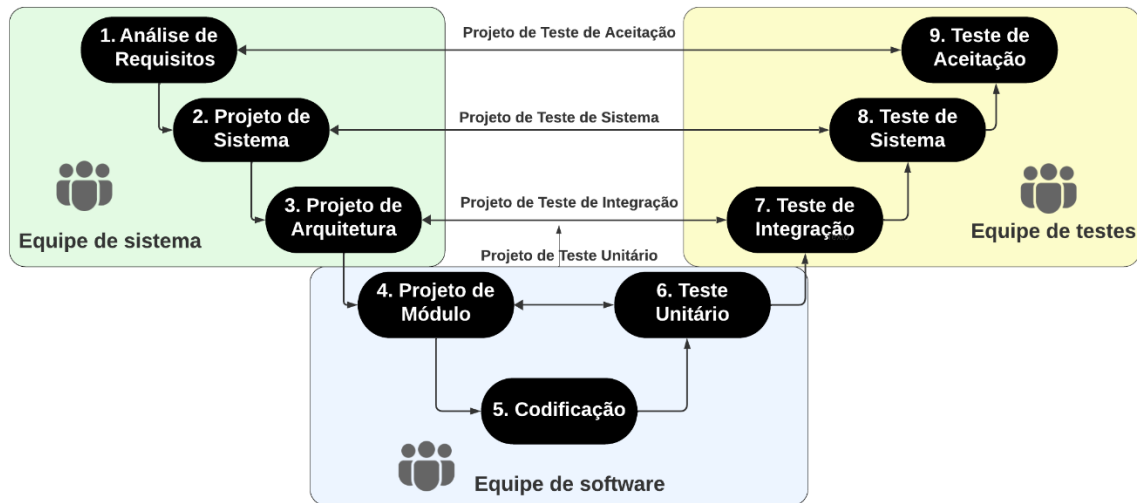 1. Análise de
Requisitos
Projeto de Teste de Aceitação
9. Teste de
Aceitação
2. Projeto de
Sistema
Projeto de Teste de Sistema
8. Teste de
Sistema
3. Projeto de
Arquitetura
Projeto de Teste de Integração
7. Teste de
Integração
Equipe de sistema
Equipe de testes
Projeto de Teste Unitário
4. Projeto de
Módulo
6. Teste
Unitário
5. Codificação
Equipe de software